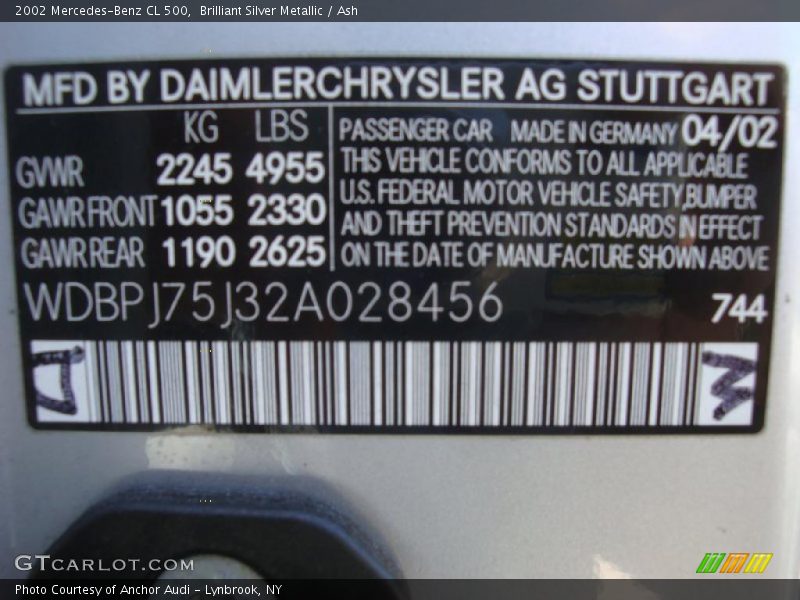 2002 Mercedes-Benz CL 500, Brilliant Silver Metallic / Ash
MFD BY DAIMLERCHRYSLER AG STUTTGART
KG LBS
GVWR 2245 4955
GAWR FRONT 1055 2330
GAWR REAR 1190 2625
PASSENGER CAR MADE IN GERMANY 04/02
THIS VEHICLE CONFORMS TO ALL APPLICABLE
U.S. FEDERAL MOTOR VEHICLE SAFETY, BUMPER
AND THEFT PREVENTION STANDARDS IN EFFECT
ON THE DATE OF MANUFACTURE SHOWN ABOVE
WDBPJ75J32A028456
744
GTCARLOT.COM
Photo Courtesy of Anchor Audi - Lynbrook, NY